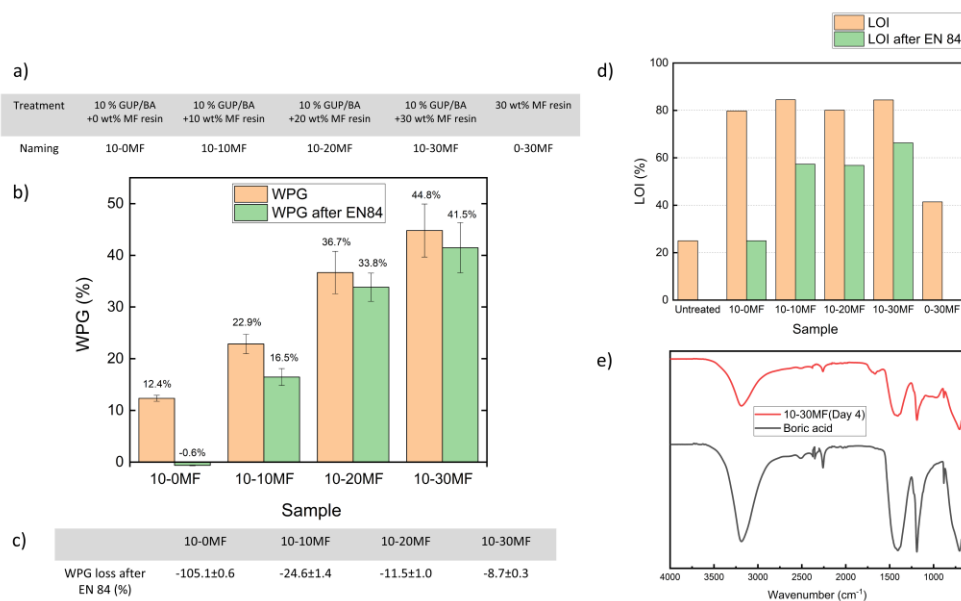 a)
Treatment 10 % GUP/BA 10 % GUP/BA 10 % GUP/BA 10 % GUP/BA 30 wt% MF resin
+0 wt% MF resin +10 wt% MF resin +20 wt% MF resin +30 wt% MF resin
Naming 10-0MF 10-10MF 10-20MF 10-30MF 0-30MF
b)
WPG
WPG after EN84
WPG (%)
50
40
30
20
10
0
12.4%
-0.6%
22.9%
16.5%
36.7%
33.8%
44.8%
41.5%
10-0MF 10-10MF 10-20MF 10-30MF
Sample
c)
10-0MF 10-10MF 10-20MF 10-30MF
WPG loss after -105.1±0.6 -24.6±1.4 -11.5±1.0 -8.7±0.3
EN 84 (%)
d)
LOI
LOI after EN 84
LOI (%)
100
80
60
40
20
0
Untreated 10-0MF 10-10MF 10-20MF 10-30MF 0-30MF
Sample
e)
10-30MF(Day 4)
Boric acid
4000 3500 3000 2500 2000 1500 1000
Wavenumber (cm⁻¹)